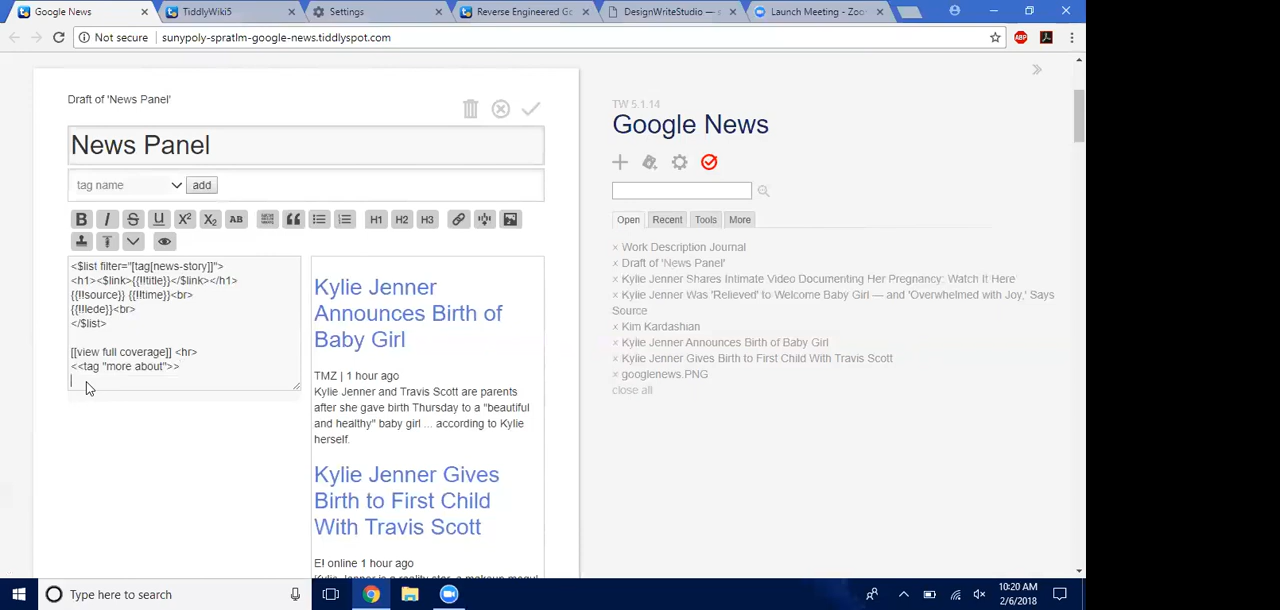 Google News
TiddlyWiki5
Settings
Reverse Engineered Go
DesignWriteStudio — s
Launch Meeting - Zoo
Not secure
sunypoly-spratlm-google-news.tiddlyspot.com
ABP
Draft of 'News Panel'
News Panel
tag name
add
B I S U X² X₂ AB H1 H2 H3
<$list filter="[tag[news-story]]">
<h1><$link>{{!!title}}</$link></h1>
{{!!source}} {{!!time}}<br>
{{!!lede}}<br>
</$list>
[[view full coverage]] <hr>
<<tag "more about">>
Kylie Jenner
Announces Birth of
Baby Girl
TMZ | 1 hour ago
Kylie Jenner and Travis Scott are parents
after she gave birth Thursday to a "beautiful
and healthy" baby girl ... according to Kylie
herself.
Kylie Jenner Gives
Birth to First Child
With Travis Scott
E! online 1 hour ago
TW 5.1.14
Google News
Open
Recent
Tools
More
× Work Description Journal
× Draft of 'News Panel'
× Kylie Jenner Shares Intimate Video Documenting Her Pregnancy: Watch It Here
× Kylie Jenner Was 'Relieved' to Welcome Baby Girl — and 'Overwhelmed with Joy,' Says
Source
× Kim Kardashian
× Kylie Jenner Announces Birth of Baby Girl
× Kylie Jenner Gives Birth to First Child With Travis Scott
× googlenews.PNG
close all
Type here to search
10:20 AM
2/6/2018